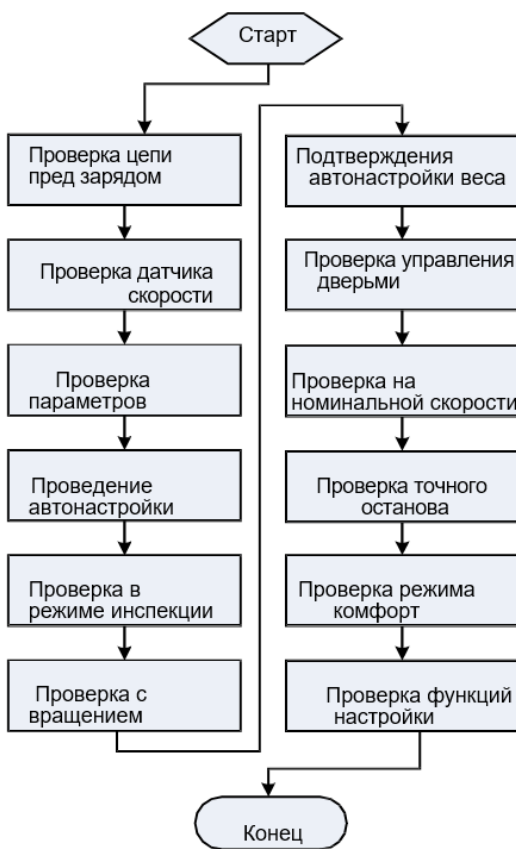 Старт
Проверка цепи
пред зарядом
Проверка датчика
скорости
Проверка
параметров
Проведение
автонастройки
Проверка в
режиме инспекции
Проверка с
вращением
Подтверждения
автонастройки веса
Проверка управления
дверьми
Проверка на
номинальной скорости
Проверка точного
останова
Проверка режима
комфорт
Проверка функций
настройки
Конец